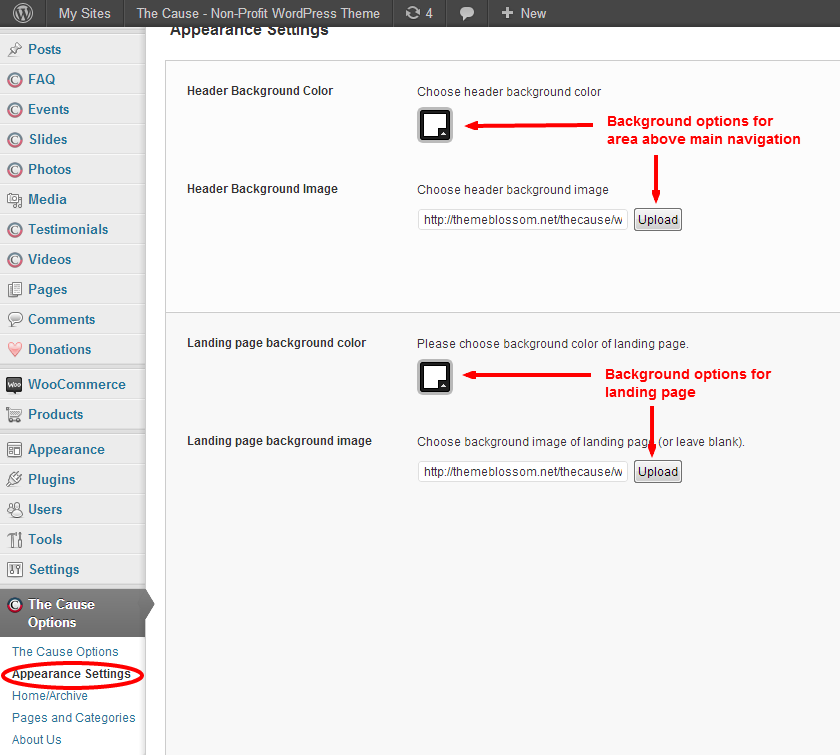 My Sites
The Cause - Non-Profit WordPress Theme
4
New
Posts
FAQ
Events
Slides
Photos
Media
Testimonials
Videos
Pages
Comments
Donations
Woo
WooCommerce
Products
Appearance
Plugins
Users
Tools
Settings
The Cause
Options
The Cause Options
Appearance Settings
Home/Archive
Pages and Categories
About Us
Appearance Settings
Header Background Color
Choose header background color
Background options for
area above main navigation
Header Background Image
Choose header background image
http://themeblossom.net/thecause/w
Upload
Landing page background color
Please choose background color of landing page.
Background options for
landing page
Landing page background image
Choose background image of landing page (or leave blank).
http://themeblossom.net/thecause/w
Upload